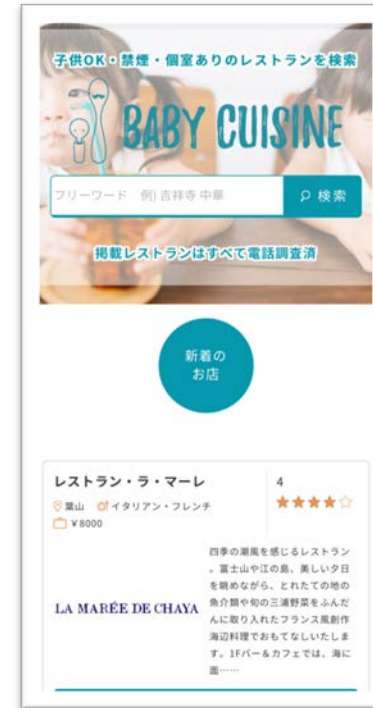 子供OK・禁煙・個室ありのレストランを検索
BABY CUISINE
フリーワード 例) 吉祥寺 中華
検索
掲載レストランはすべて電話調査済
新着の
お店
レストラン・ラ・マーレ
4
葉山 イタリアン・フレンチ
¥8000
四季の潮風を感じるレストラン
。富士山や江の島、美しい夕日
を眺めながら、とれたての地の
魚介類や旬の三浦野菜をふんだ
んに取り入れたフランス風創作
海辺料理でおもてなしいたしま
す。1Fバー＆カフェでは、海に
面……
LA MARÉE DE CHAYA